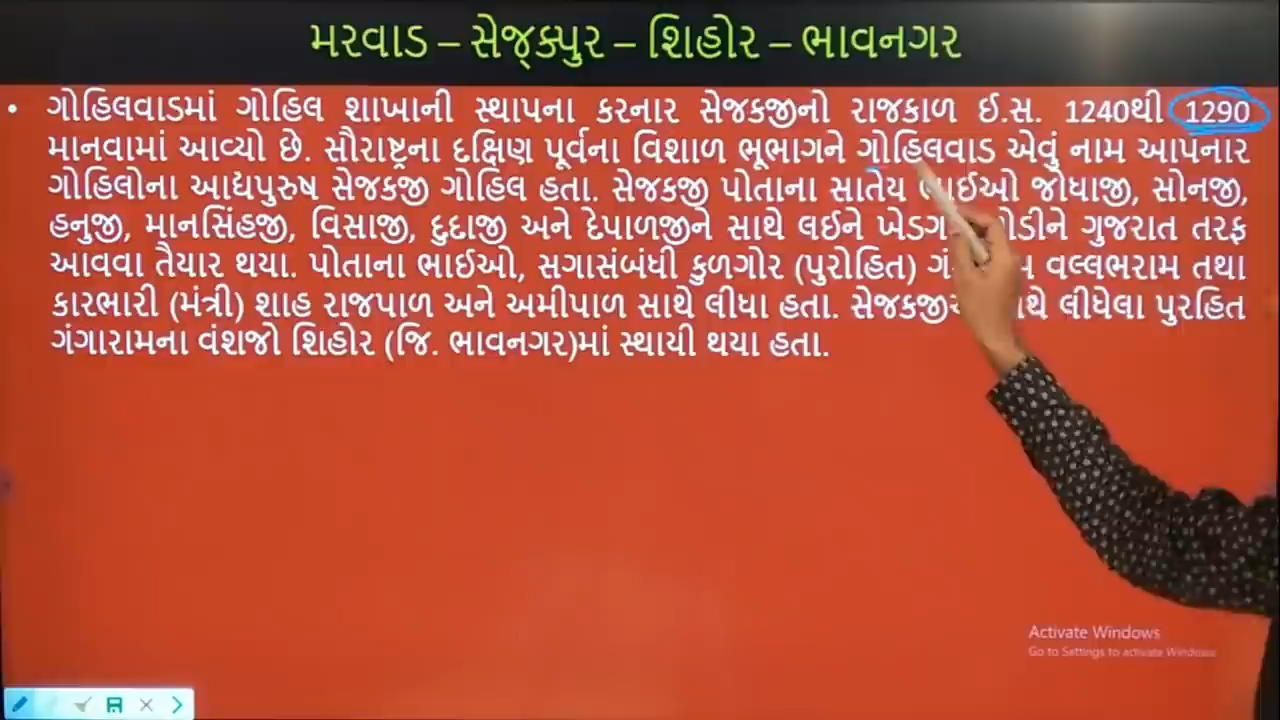 મરવાડ – સેજ્કપુર – શિહોર – ભાવનગર
• ગોહિલવાડમાં ગોહિલ શાખાની સ્થાપના કરનાર સેજકજીનો રાજકાળ ઈ.સ. 1240થી 1290
માનવામાં આવ્યો છે. સૌરાષ્ટ્રના દક્ષિણ પૂર્વના વિશાળ ભૂભાગને ગોહિલવાડ એવું નામ આપનાર
ગોહિલોના આદ્યપુરુષ સેજકજી ગોહિલ હતા. સેજકજી પોતાના સાતેય ભાઈઓ જોધાજી, સોનજી,
હનુજી, માનસિંહજી, વિસાજી, દુદાજી અને દેપાળજીને સાથે લઈને ગુજરાત તરફ
આવવા તૈયાર થયા. પોતાના ભાઈઓ, સગાસંબંધી કુળગોર (પુરોહિત) વલ્લભરામ તથા
કારભારી (મંત્રી) શાહ રાજપાળ અને અમીપાળ સાથે લીધા હતા. લીધેલા પુરહિત
ગંગારામના વંશજો શિહોર (જિ. ભાવનગર)માં સ્થાયી થયા હતા.
Activate Windows
Go to Settings to activate Windows.